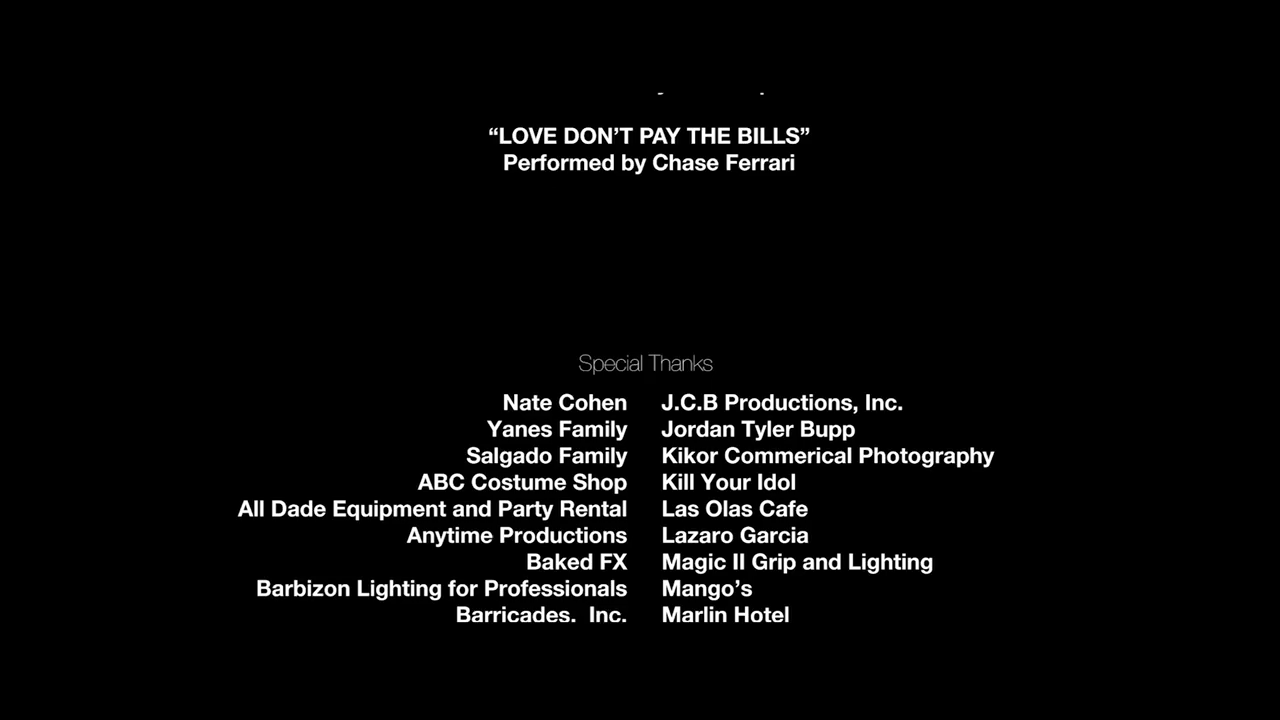 “LOVE DON’T PAY THE BILLS”
Performed by Chase Ferrari
Special Thanks
Nate Cohen J.C.B Productions, Inc.
Yanes Family Jordan Tyler Bupp
Salgado Family Kikor Commerical Photography
ABC Costume Shop Kill Your Idol
All Dade Equipment and Party Rental Las Olas Cafe
Anytime Productions Lazaro Garcia
Baked FX Magic II Grip and Lighting
Barbizon Lighting for Professionals Mango’s
Barricades. Inc. Marlin Hotel